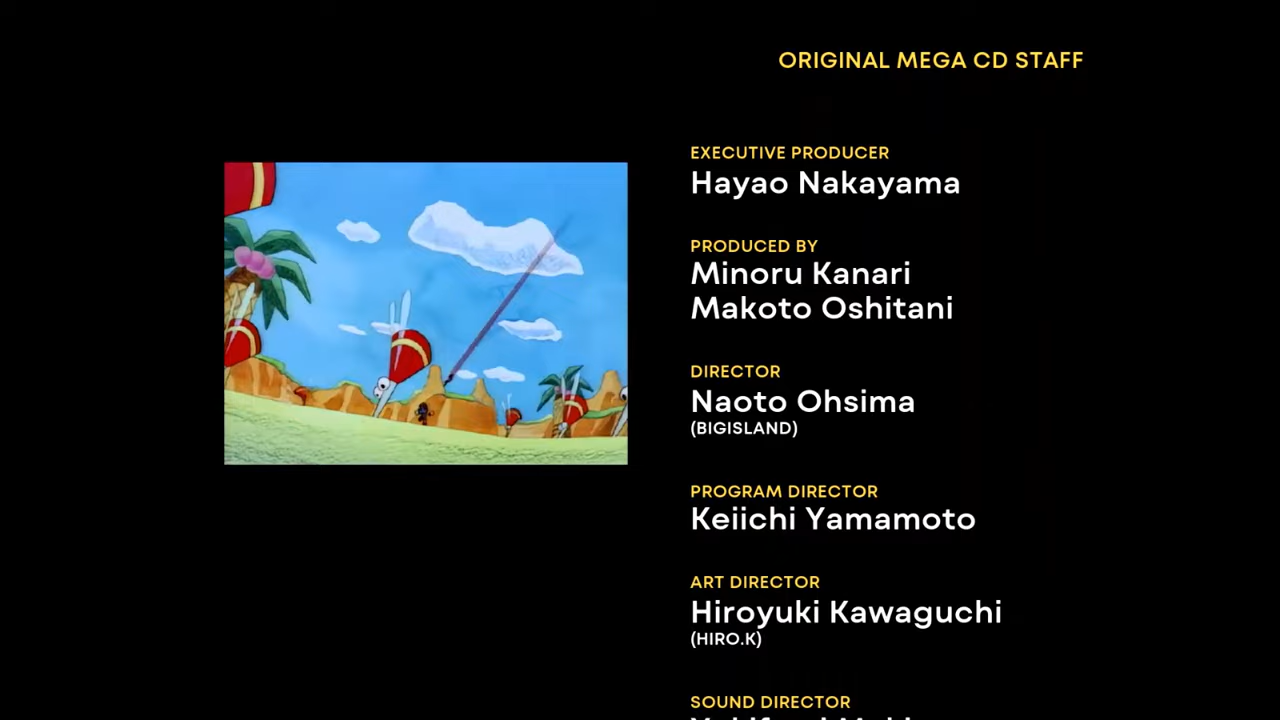 ORIGINAL MEGA CD STAFF
EXECUTIVE PRODUCER
Hayao Nakayama
PRODUCED BY
Minoru Kanari
Makoto Oshitani
DIRECTOR
Naoto Ohsima
(BIGISLAND)
PROGRAM DIRECTOR
Keiichi Yamamoto
ART DIRECTOR
Hiroyuki Kawaguchi
(HIRO.K)
SOUND DIRECTOR